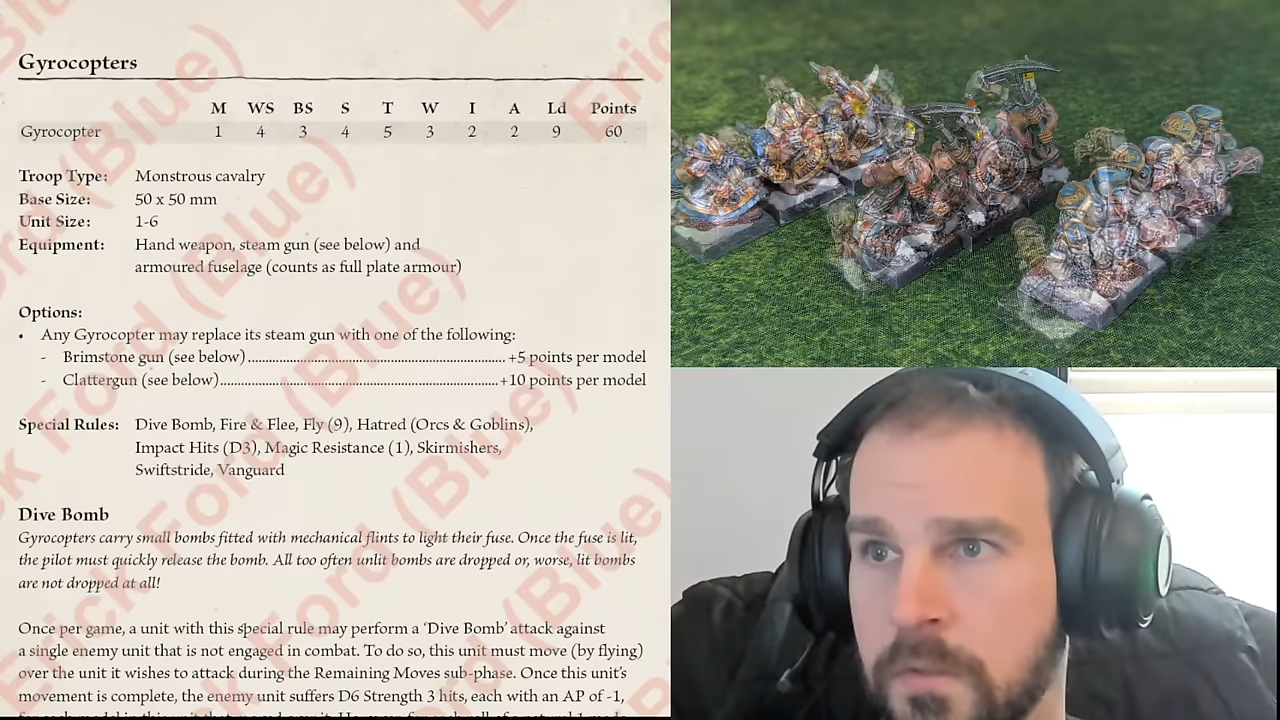 Gyrocopters
M WS BS S T W I A Ld Points
Gyrocopter 1 4 3 4 5 3 2 2 9 60
Troop Type: Monstrous cavalry
Base Size: 50 x 50 mm
Unit Size: 1-6
Equipment: Hand weapon, steam gun (see below) and
armoured fuselage (counts as full plate armour)
Options:
• Any Gyrocopter may replace its steam gun with one of the following:
- Brimstone gun (see below)........ +5 points per model
- Clattergun (see below)........ +10 points per model
Special Rules: Dive Bomb, Fire & Flee, Fly (9), Hatred (Orcs & Goblins),
Impact Hits (D3), Magic Resistance (1), Skirmishers,
Swiftstride, Vanguard
Dive Bomb
Gyrocopters carry small bombs fitted with mechanical flints to light their fuse. Once the fuse is lit,
the pilot must quickly release the bomb. All too often unlit bombs are dropped or, worse, lit bombs
are not dropped at all!
Once per game, a unit with this special rule may perform a 'Dive Bomb' attack against
a single enemy unit that is not engaged in combat. To do so, this unit must move (by flying)
over the unit it wishes to attack during the Remaining Moves sub-phase. Once this unit's
movement is complete, the enemy unit suffers D6 Strength 3 hits, each with an AP of -1,
Erick Ford (Blue)